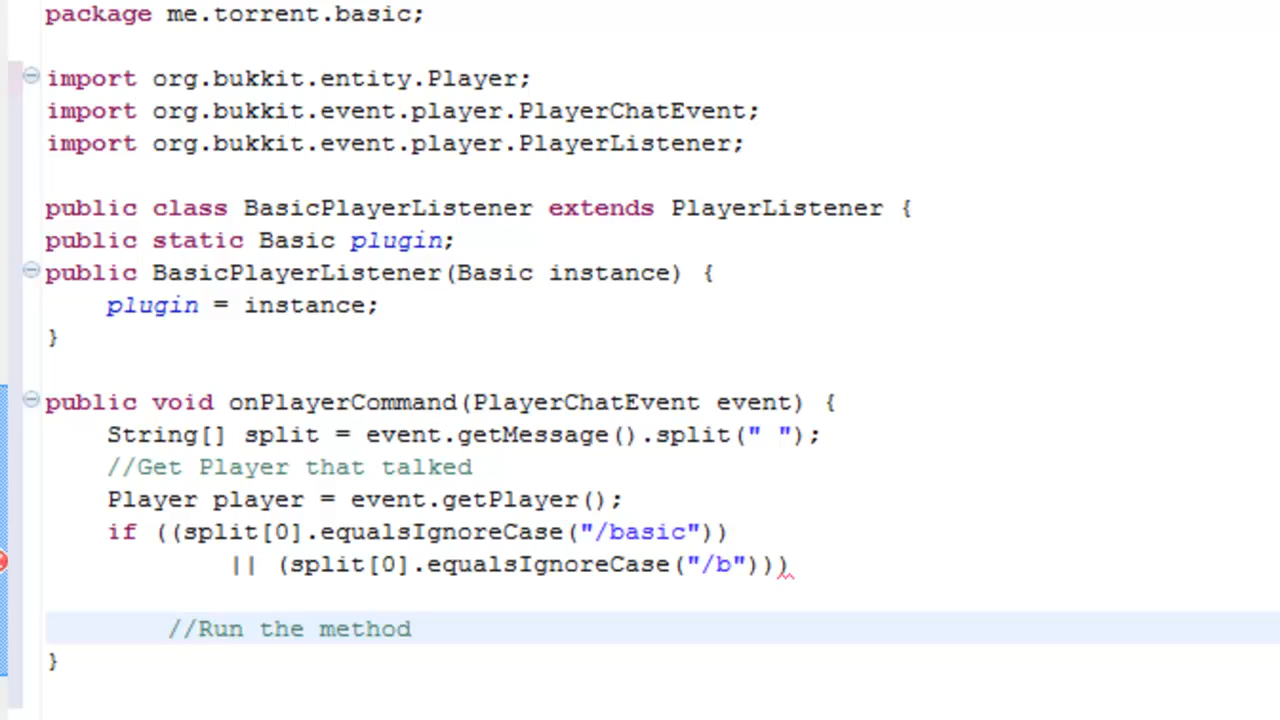 package me.torrent.basic;
import org.bukkit.entity.Player;
import org.bukkit.event.player.PlayerChatEvent;
import org.bukkit.event.player.PlayerListener;
public class BasicPlayerListener extends PlayerListener {
public static Basic plugin;
public BasicPlayerListener(Basic instance) {
plugin = instance;
}
public void onPlayerCommand(PlayerChatEvent event) {
String[] split = event.getMessage().split(" ");
//Get Player that talked
Player player = event.getPlayer();
if ((split[0].equalsIgnoreCase("/basic"))
|| (split[0].equalsIgnoreCase("/b")))
//Run the method
}